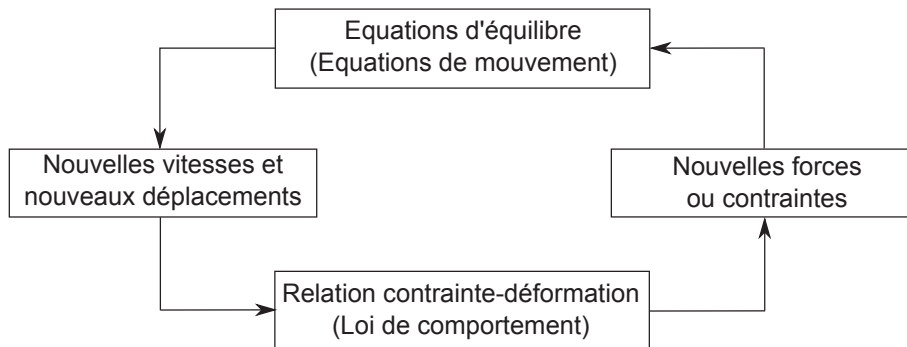 Equations d'équilibre
(Equations de mouvement)
Nouvelles vitesses et
nouveaux déplacements
Nouvelles forces
ou contraintes
Relation contrainte-déformation
(Loi de comportement)